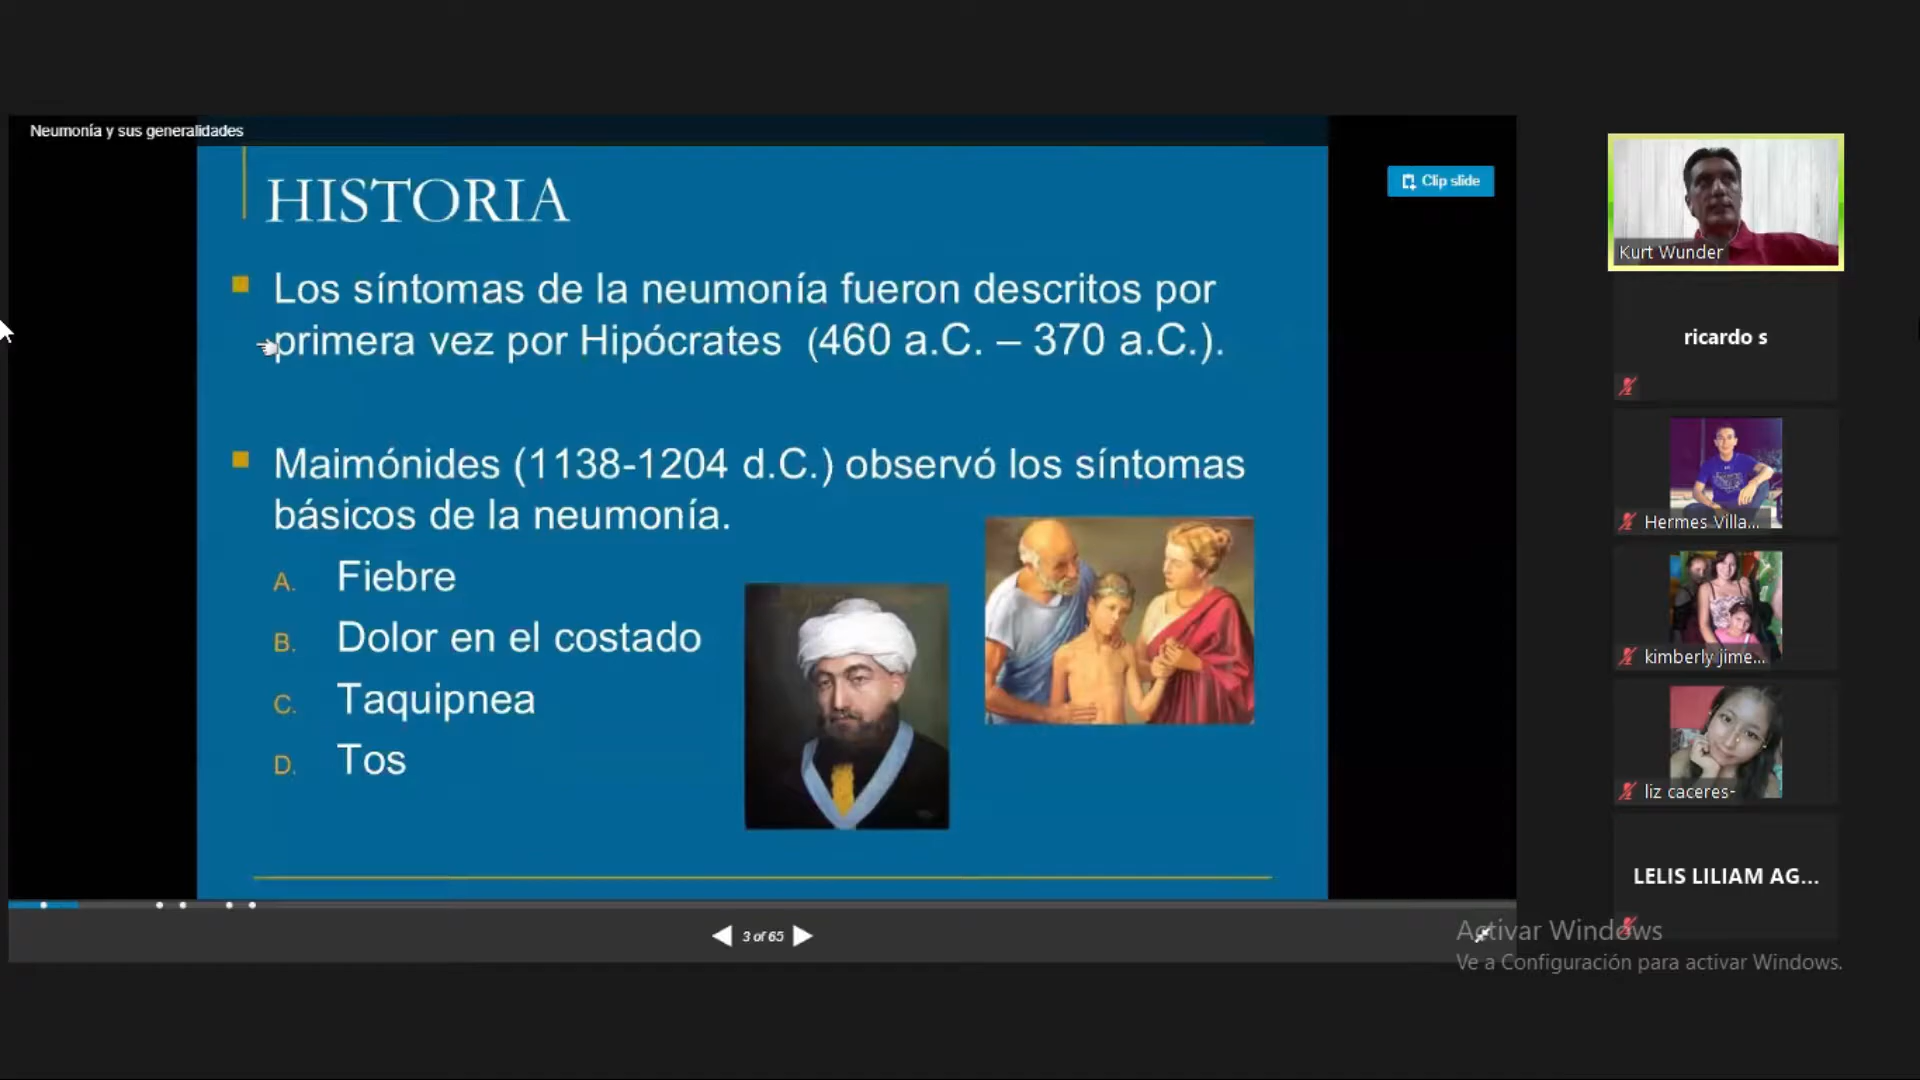 Neumonía y sus generalidades
HISTORIA
Clip slide
Los síntomas de la neumonía fueron descritos por
primera vez por Hipócrates (460 a.C. – 370 a.C.).
Maimónides (1138-1204 d.C.) observó los síntomas
básicos de la neumonía.
A. Fiebre
B. Dolor en el costado
C. Taquipnea
D. Tos
3 of 65
Kurt Wunder
ricardo s
Hermes Villa...
kimberly jime...
liz caceres-
LELIS LILIAM AG...
Activar Windows
Ve a Configuración para activar Windows.